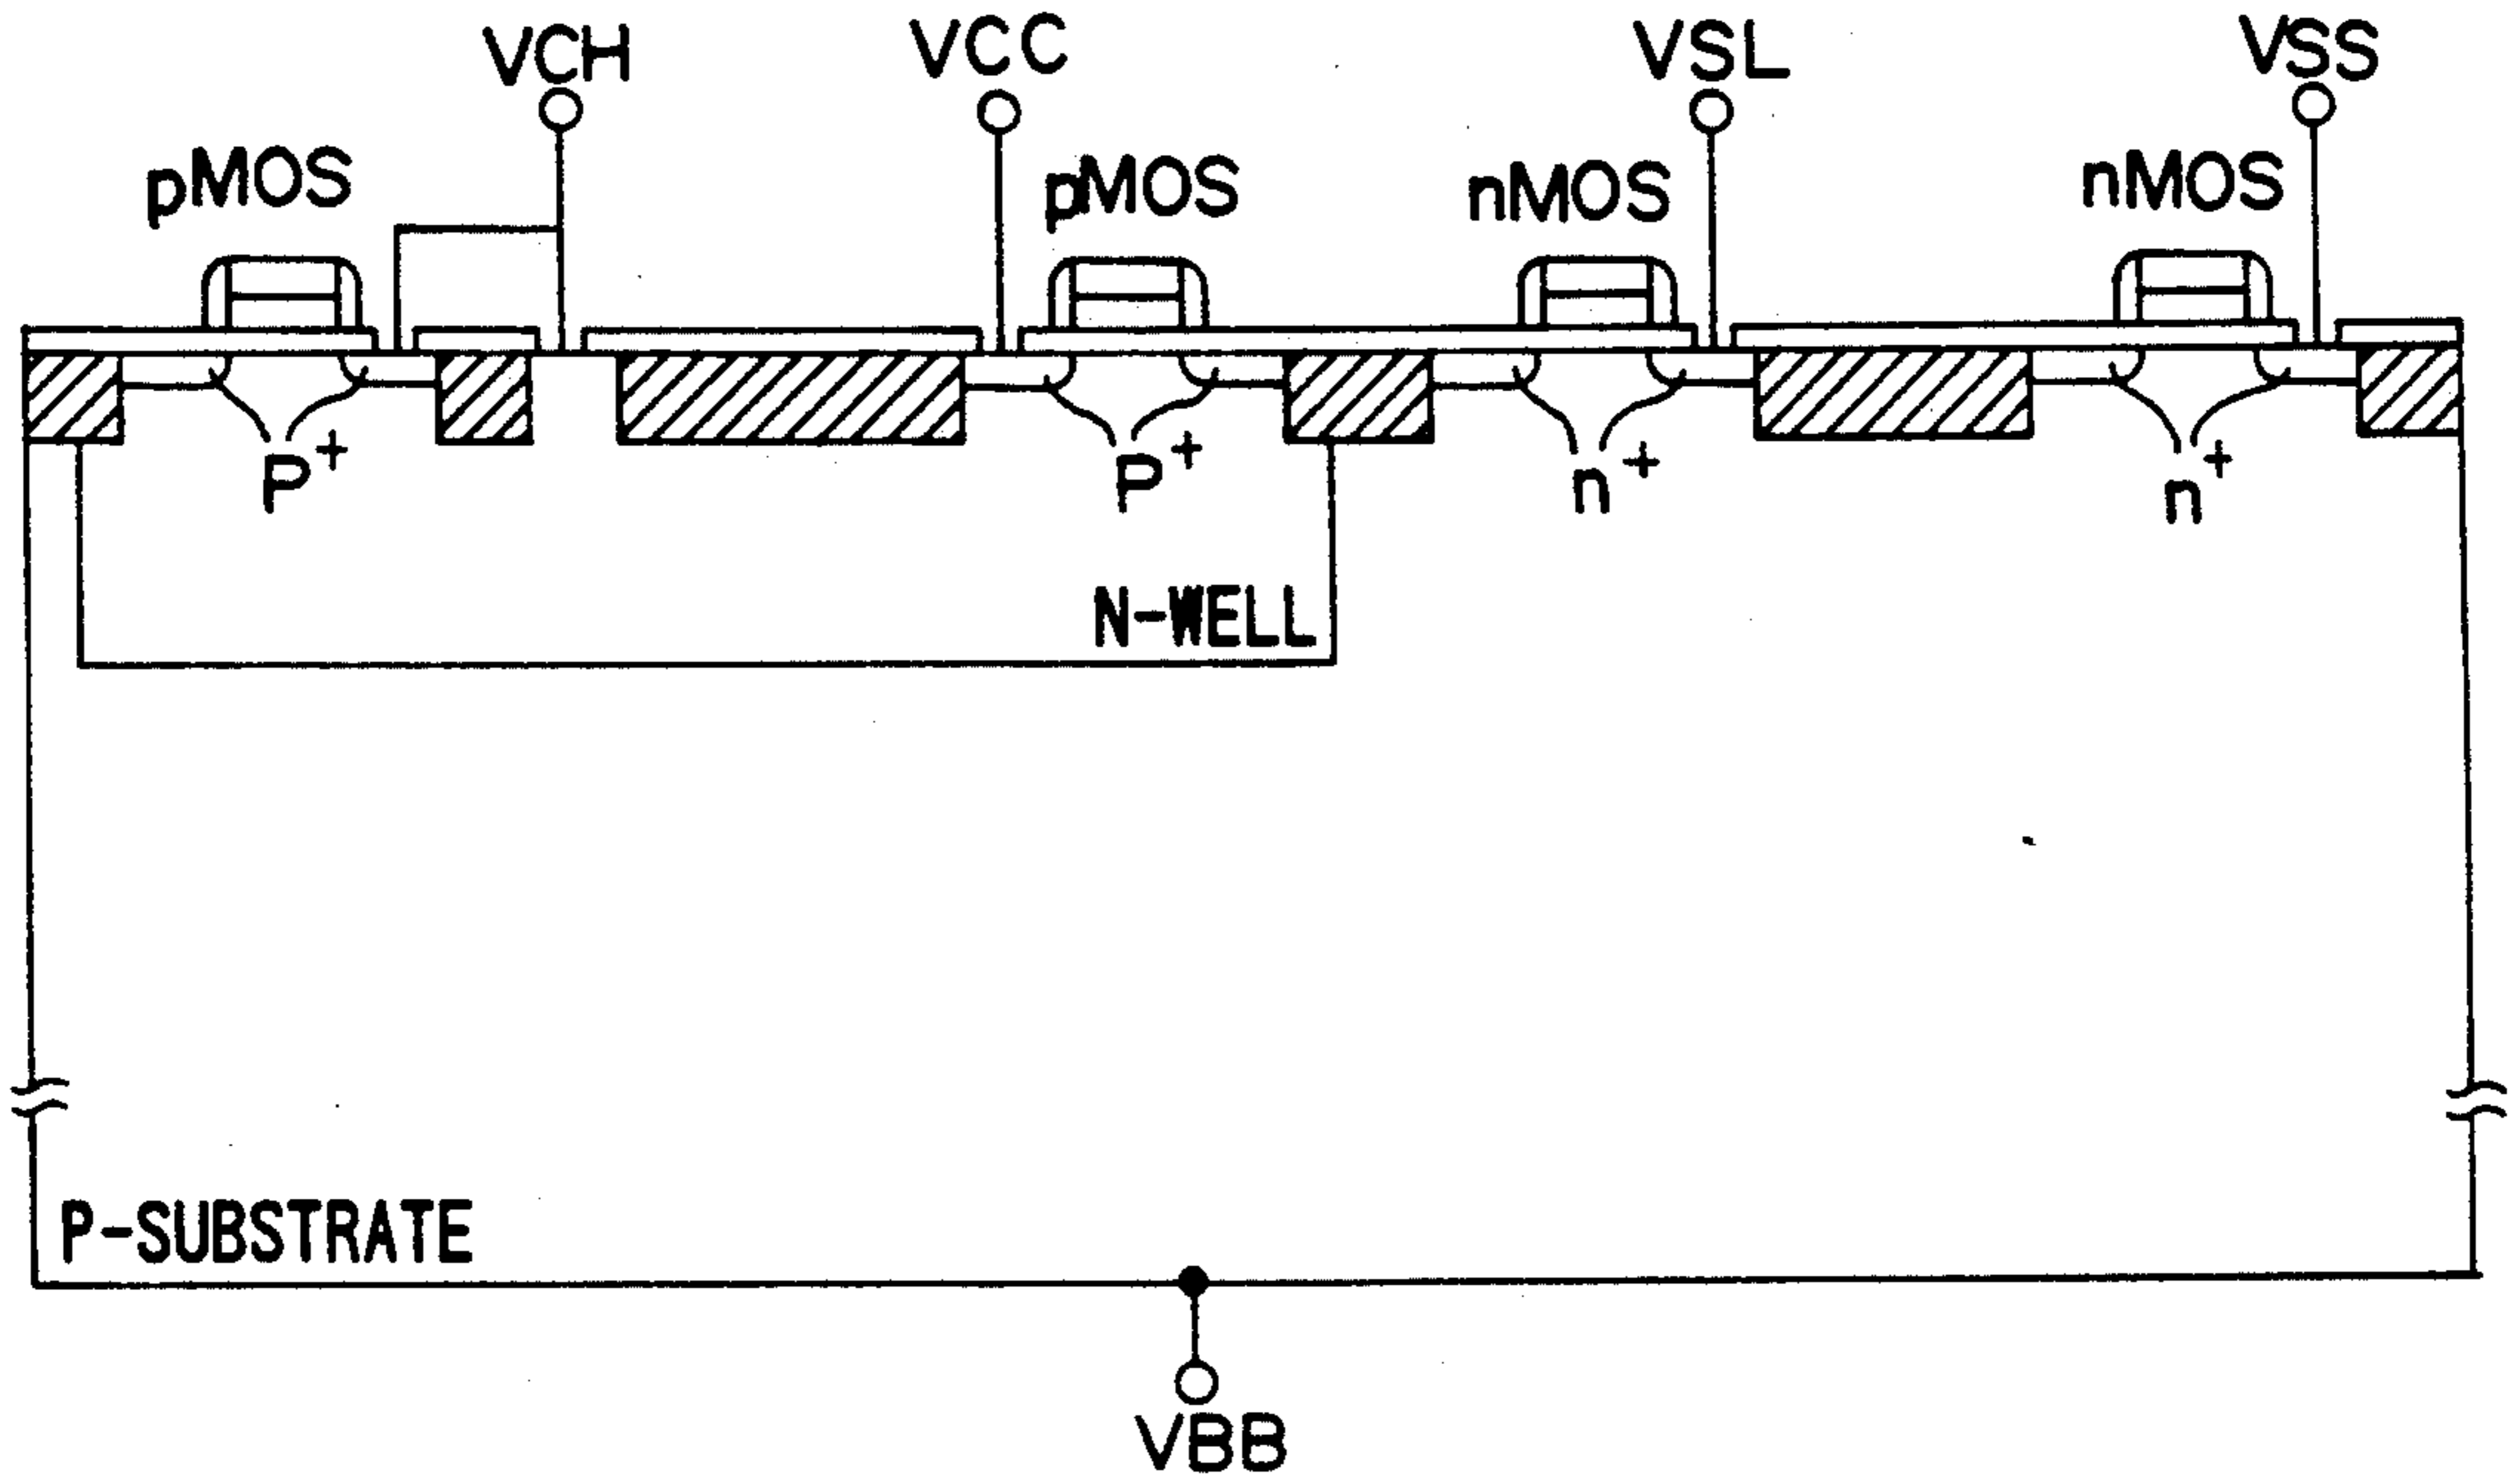 VCH VCC VSL VSS
pMOS pMOS nMOS nMOS
P+ P+ n+ n+
N-WELL
P-SUBSTRATE
VBB